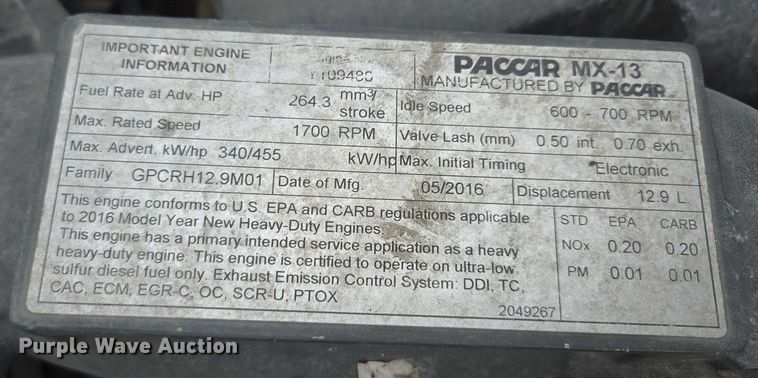 IMPORTANT ENGINE
INFORMATION
PACCAR MX-13
MANUFACTURED BY PACCAR
Fuel Rate at Adv. HP 264.3 mm³/
stroke
Idle Speed 600 - 700 RPM
Max. Rated Speed 1700 RPM
Valve Lash (mm) 0.50 int. 0.70 exh.
Max. Advert. kW/hp 340/455 kW/hp
Max. Initial Timing Electronic
Family GPCRH12.9M01
Date of Mfg. 05/2016
Displacement 12.9 L
This engine conforms to U.S. EPA and CARB regulations applicable
to 2016 Model Year New Heavy-Duty Engines.
This engine has a primary intended service application as a heavy
heavy-duty engine. This engine is certified to operate on ultra-low
sulfur diesel fuel only. Exhaust Emission Control System: DDI, TC,
CAC, ECM, EGR-C, OC, SCR-U, PTOX
STD EPA CARB
NOx 0.20 0.20
PM 0.01 0.01
2049267
Purple Wave Auction